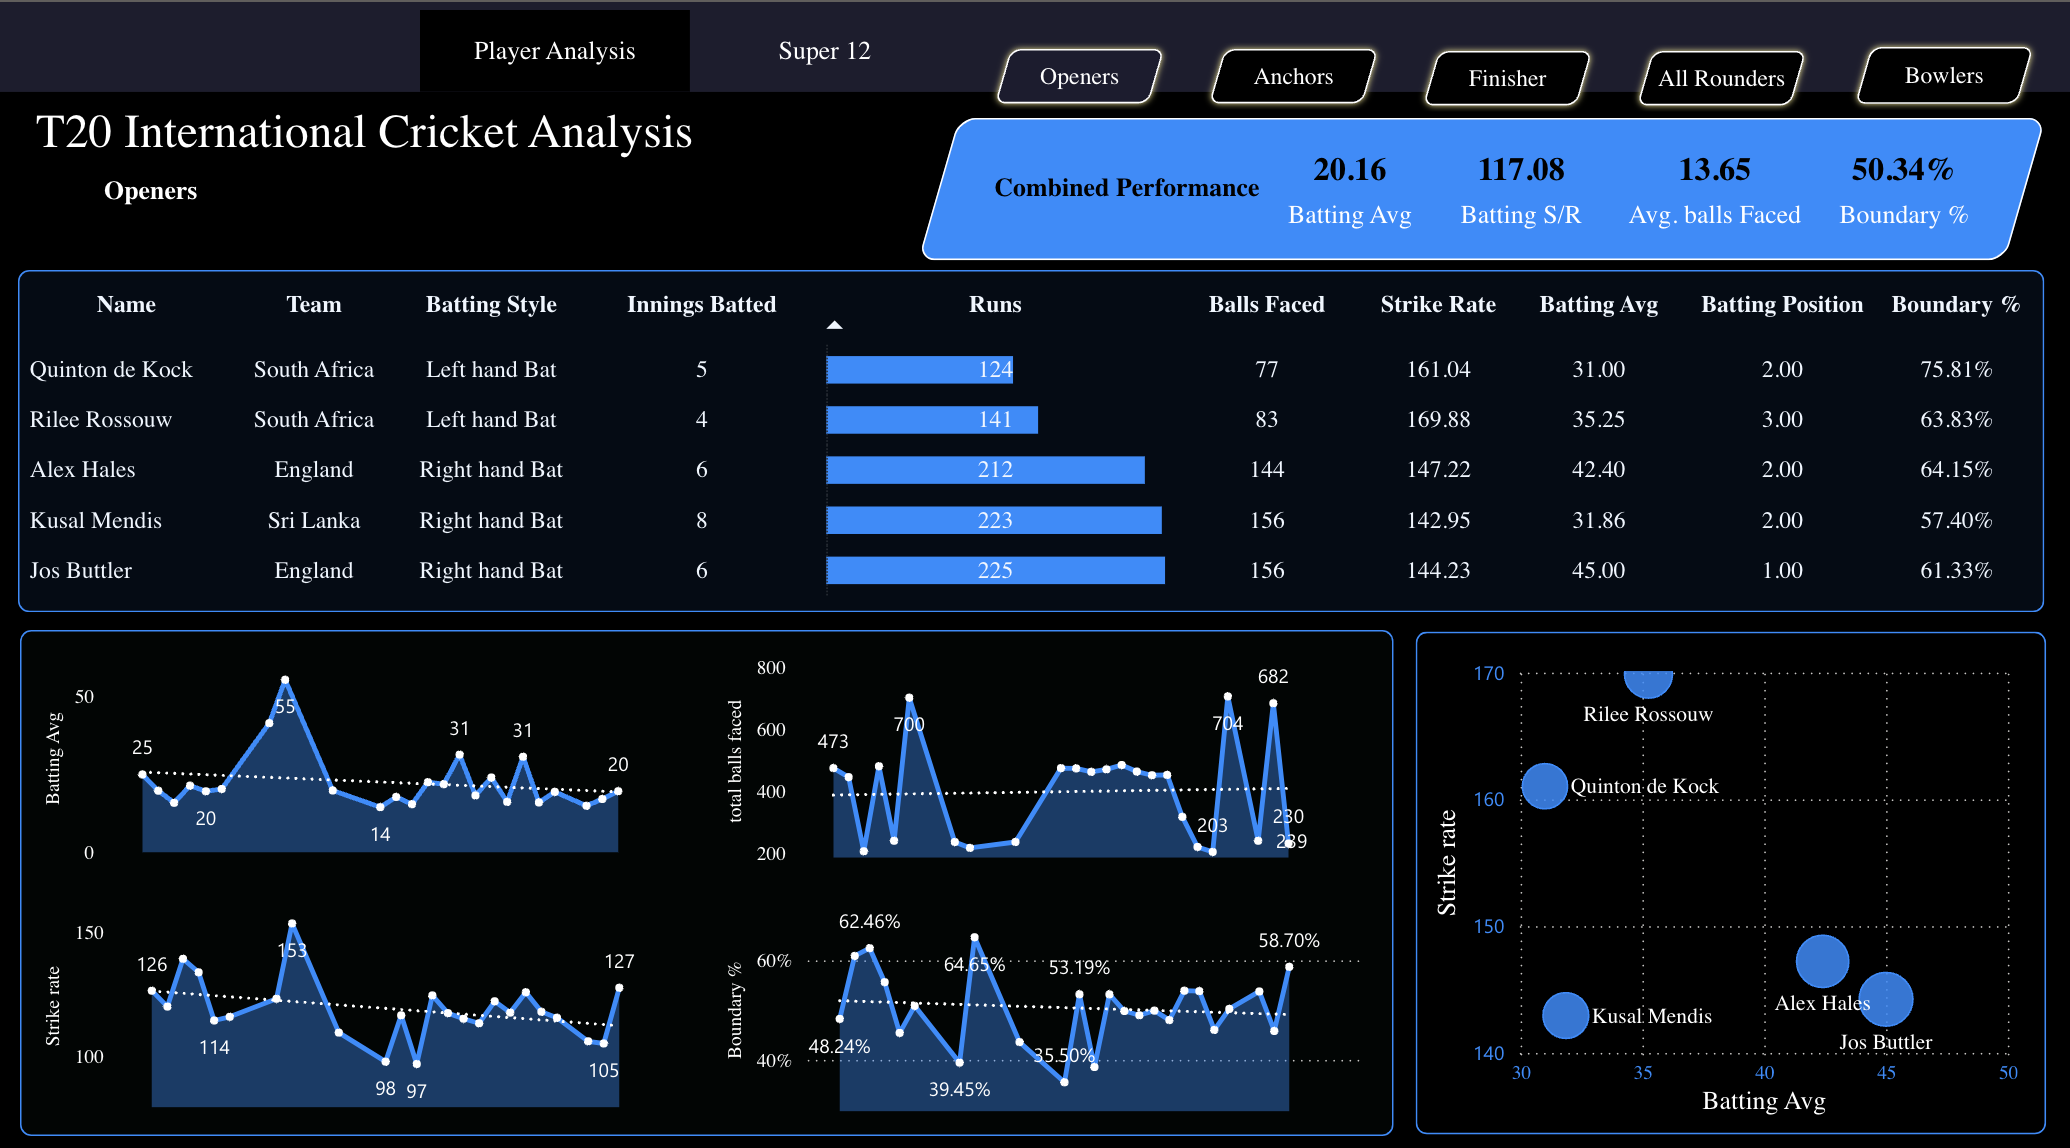 Player Analysis
Super 12
Openers
Anchors
Finisher
All Rounders
Bowlers
T20 International Cricket Analysis
Openers
Combined Performance
20.16
117.08
13.65
50.34%
Batting Avg
Batting S/R
Avg. balls Faced
Boundary %
Name Team Batting Style Innings Batted Runs Balls Faced Strike Rate Batting Avg Batting Position Boundary %
Quinton de Kock South Africa Left hand Bat 5 124 77 161.04 31.00 2.00 75.81%
Rilee Rossouw South Africa Left hand Bat 4 141 83 169.88 35.25 3.00 63.83%
Alex Hales England Right hand Bat 6 212 144 147.22 42.40 2.00 64.15%
Kusal Mendis Sri Lanka Right hand Bat 8 223 156 142.95 31.86 2.00 57.40%
Jos Buttler England Right hand Bat 6 225 156 144.23 45.00 1.00 61.33%
Batting Avg
50
0
25
20
55
14
31
31
20
total balls faced
800
600
400
200
473
700
203
704
682
230
239
Strike rate
150
100
126
114
153
98
97
105
127
Boundary %
60%
40%
48.24%
62.46%
39.45%
64.65%
35.50%
53.19%
58.70%
Strike rate
170
160
150
140
Rilee Rossouw
Quinton de Kock
Alex Hales
Kusal Mendis
Jos Buttler
30 35 40 45 50
Batting Avg